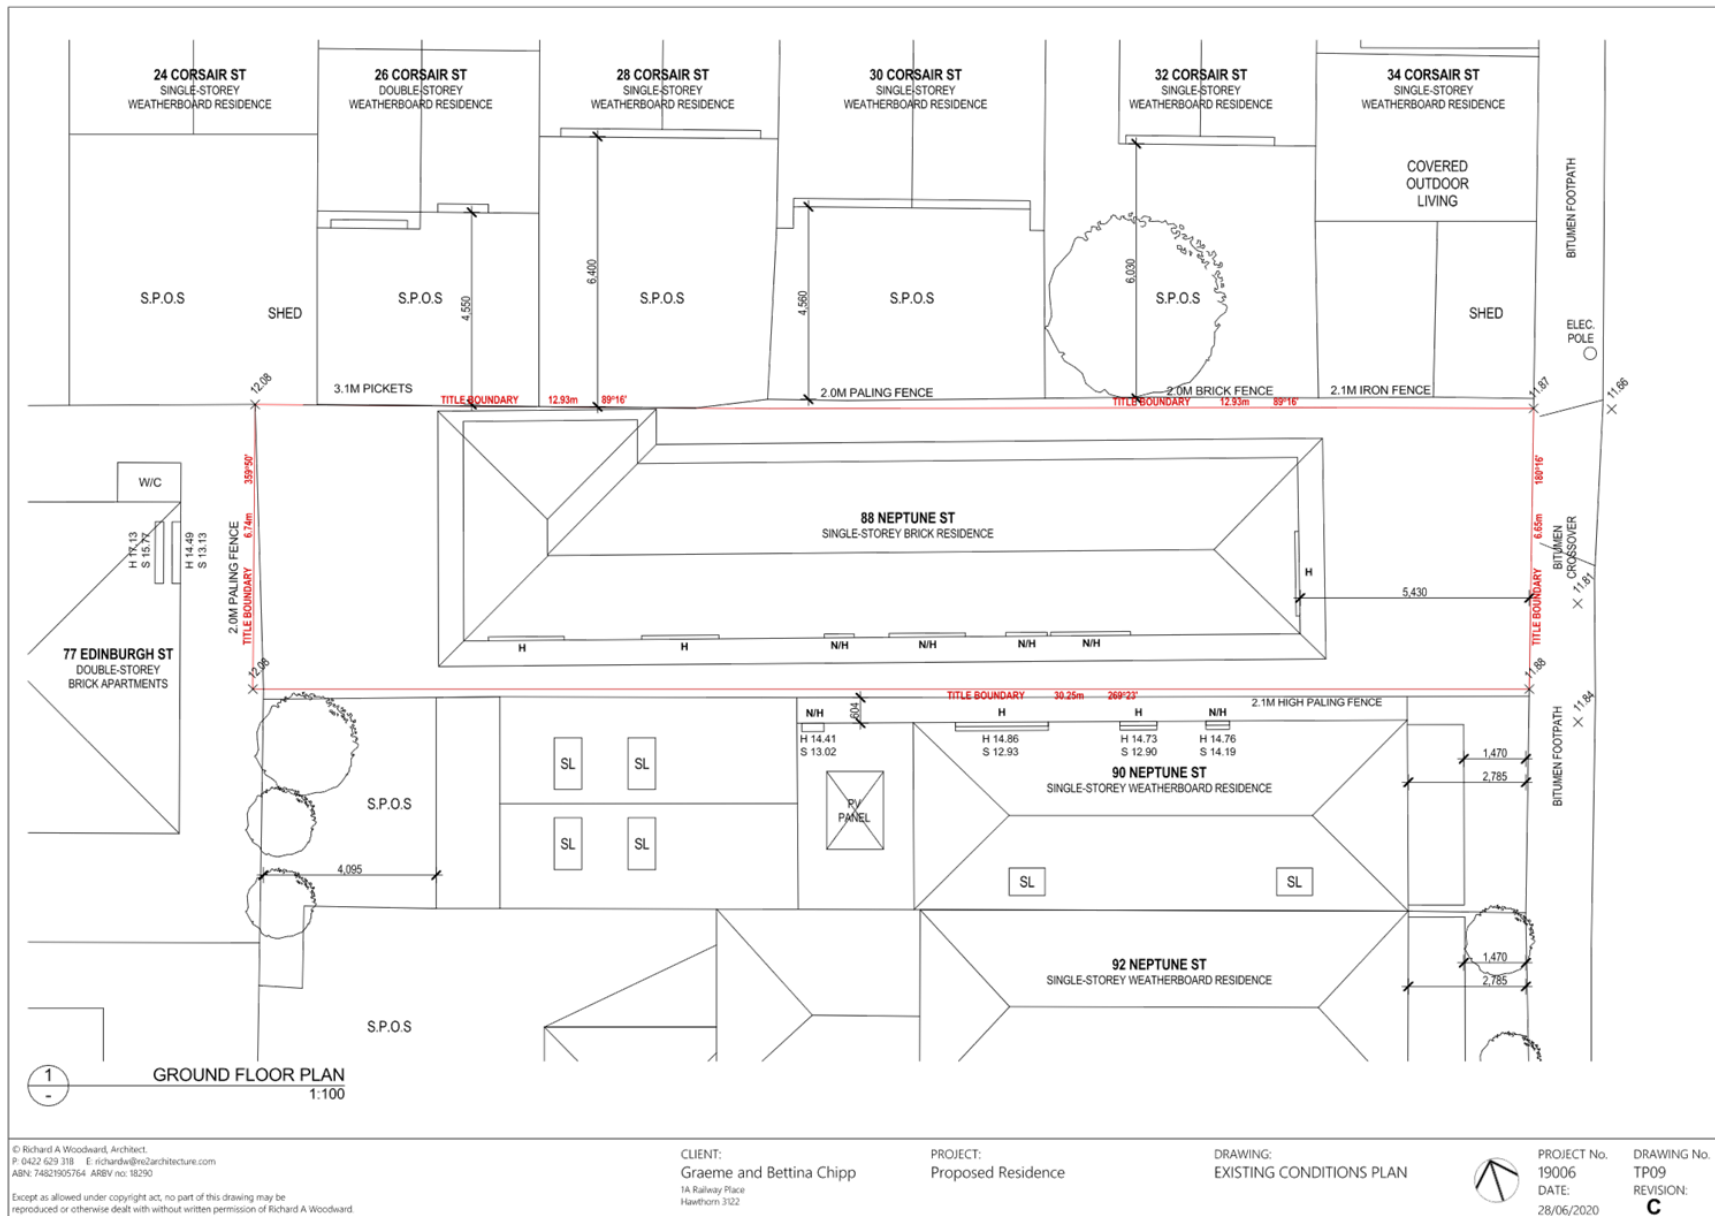 24 CORSAIR ST
SINGLE-STOREY
WEATHERBOARD RESIDENCE
26 CORSAIR ST
DOUBLE-STOREY
WEATHERBOARD RESIDENCE
28 CORSAIR ST
SINGLE-STOREY
WEATHERBOARD RESIDENCE
30 CORSAIR ST
SINGLE-STOREY
WEATHERBOARD RESIDENCE
32 CORSAIR ST
SINGLE-STOREY
WEATHERBOARD RESIDENCE
34 CORSAIR ST
SINGLE-STOREY
WEATHERBOARD RESIDENCE
COVERED
OUTDOOR
LIVING
BITUMEN FOOTPATH
S.P.O.S
SHED
S.P.O.S
4,550
6,400
S.P.O.S
4,560
S.P.O.S
6,030
S.P.O.S
SHED
ELEC.
POLE
12.08
3.1M PICKETS
2.0M PALING FENCE
2.0M BRICK FENCE
2.1M IRON FENCE
11.87
11.66
TITLE BOUNDARY 12.93m 89°16'
TITLE BOUNDARY 12.93m 89°16'
W/C
H 17.13
S 15.77
H 14.49
S 13.13
2.0M PALING FENCE
TITLE BOUNDARY 6.74m 359°50'
88 NEPTUNE ST
SINGLE-STOREY BRICK RESIDENCE
H
5,430
TITLE BOUNDARY 6.65m 180°16'
BITUMEN
CROSSOVER
11.81
77 EDINBURGH ST
DOUBLE-STOREY
BRICK APARTMENTS
H
H
N/H
N/H
N/H
N/H
12.08
11.88
11.84
TITLE BOUNDARY 30.25m 269°23'
2.1M HIGH PALING FENCE
604
N/H
H 14.41
S 13.02
H
H 14.86
S 12.93
H
H 14.73
S 12.90
N/H
H 14.76
S 14.19
SL
SL
SL
SL
PV
PANEL
90 NEPTUNE ST
SINGLE-STOREY WEATHERBOARD RESIDENCE
1,470
2,785
BITUMEN FOOTPATH
S.P.O.S
4,095
SL
SL
92 NEPTUNE ST
SINGLE-STOREY WEATHERBOARD RESIDENCE
1,470
2,785
S.P.O.S
1
-
GROUND FLOOR PLAN
1:100
© Richard A Woodward, Architect.
P: 0422 629 318 E: richardw@re2architecture.com
ABN: 74821905764 ARBV no: 18290
Except as allowed under copyright act, no part of this drawing may be
reproduced or otherwise dealt with without written permission of Richard A Woodward.
CLIENT:
Graeme and Bettina Chipp
1A Railway Place
Hawthorn 3122
PROJECT:
Proposed Residence
DRAWING:
EXISTING CONDITIONS PLAN
PROJECT No.
19006
DATE:
28/06/2020
DRAWING No.
TP09
REVISION:
C